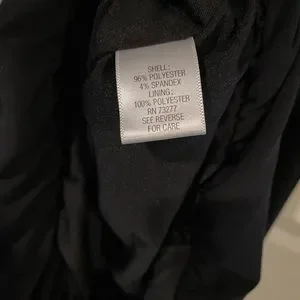 SHELL:
96% POLYESTER
4% SPANDEX
LINING:
100% POLYESTER
RN 73277
SEE REVERSE
FOR CARE